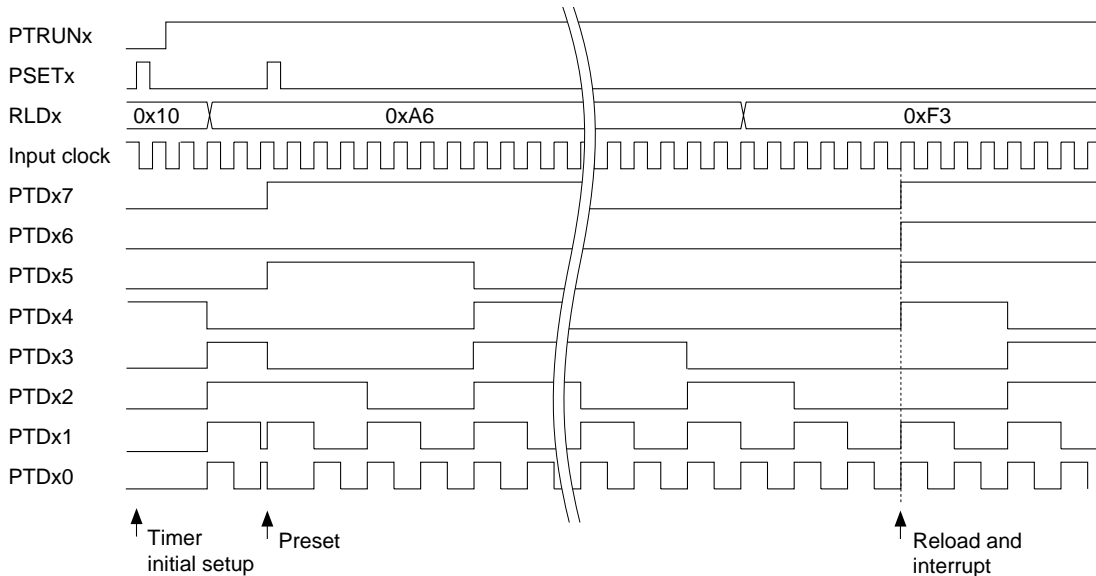 PTRUNx
PSETx
RLDx
0x10
0xA6
0xF3
Input clock
PTDx7
PTDx6
PTDx5
PTDx4
PTDx3
PTDx2
PTDx1
PTDx0
Timer
initial setup
Preset
Reload and
interrupt